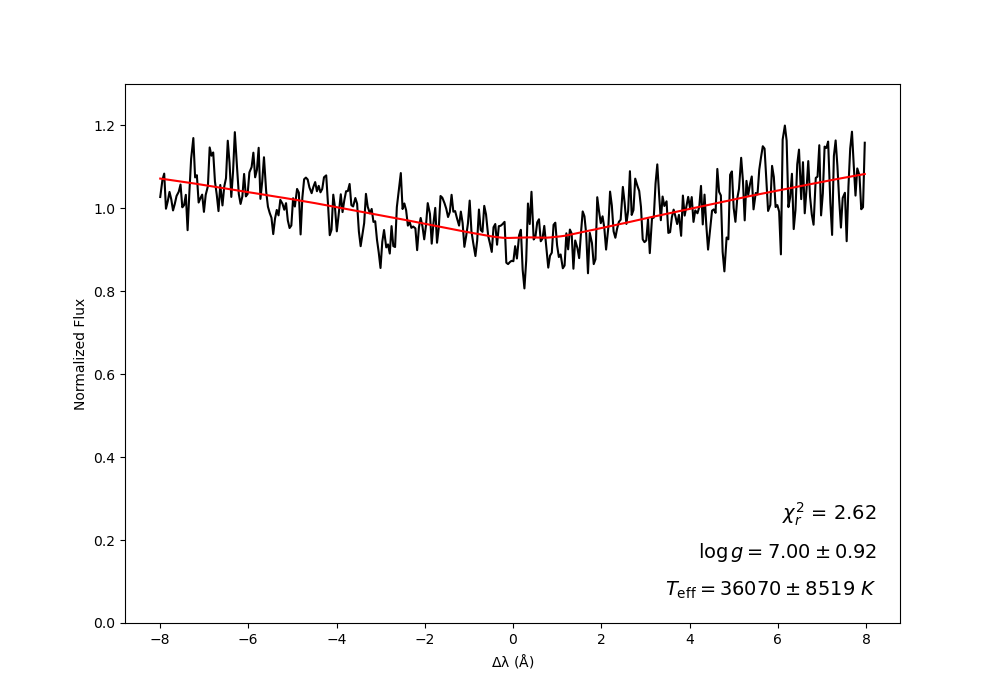 1.2
1.0
0.8
0.6
0.4
0.2
0.0
Normalized Flux
χ²ᵣ = 2.62
log g = 7.00 ± 0.92
T_eff = 36070 ± 8519 K
−8 −6 −4 −2 0 2 4 6 8
Δλ (Å)